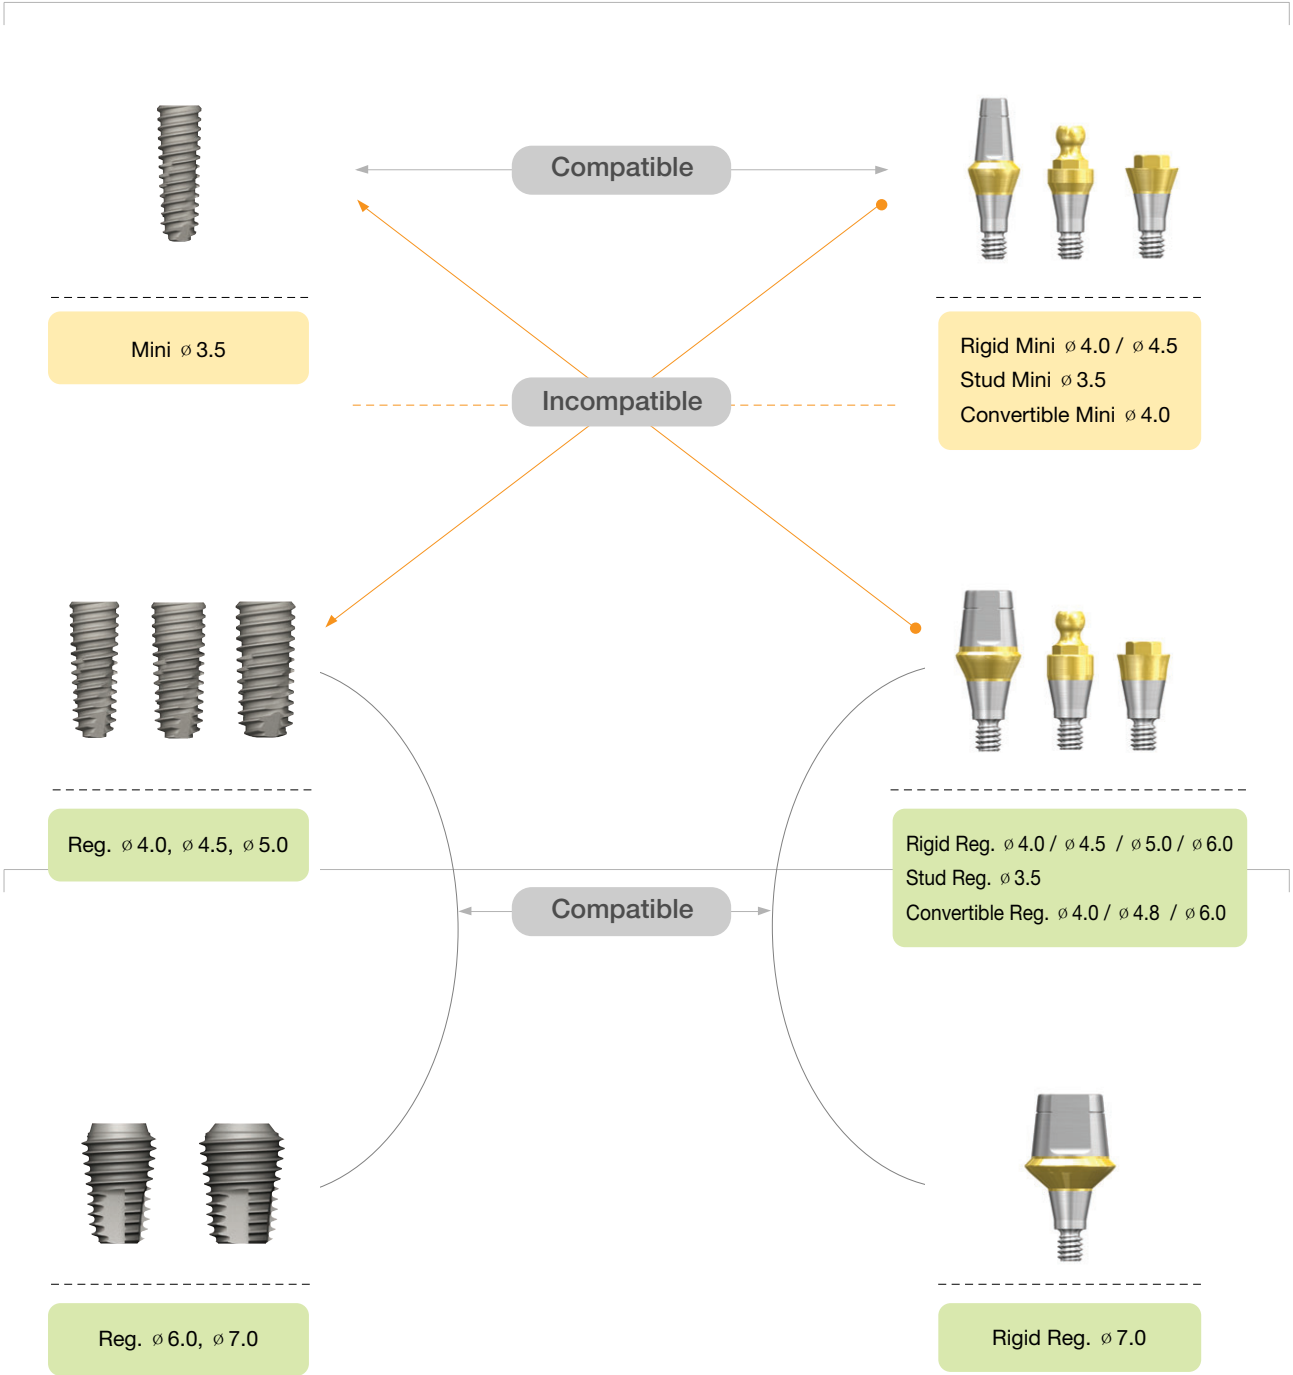 Compatible
Mini ø 3.5
Rigid Mini ø 4.0 / ø 4.5
Stud Mini ø 3.5
Convertible Mini ø 4.0
Incompatible
Reg. ø 4.0, ø 4.5, ø 5.0
Rigid Reg. ø 4.0 / ø 4.5 / ø 5.0 / ø 6.0
Stud Reg. ø 3.5
Convertible Reg. ø 4.0 / ø 4.8 / ø 6.0
Compatible
Reg. ø 6.0, ø 7.0
Rigid Reg. ø 7.0